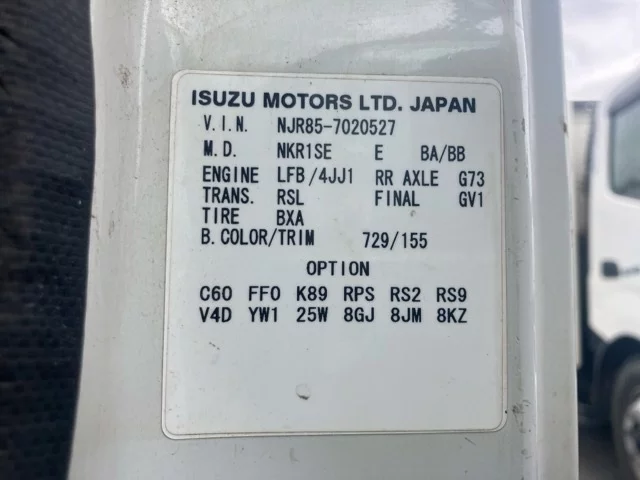 ISUZU MOTORS LTD. JAPAN
V.I.N. NJR85-7020527
M.D. NKR1SE E BA/BB
ENGINE LFB/4JJ1 RR AXLE G73
TRANS. RSL FINAL GV1
TIRE BXA
B.COLOR/TRIM 729/155
OPTION
C60 FF0 K89 RPS RS2 RS9
V4D YW1 25W 8GJ 8JM 8KZ